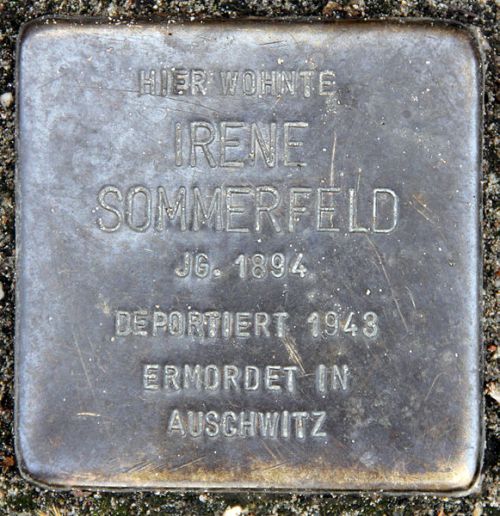 HIER WOHNTE
IRENE
SOMMERFELD
JG. 1894
DEPORTIERT 1943
ERMORDET IN
AUSCHWITZ